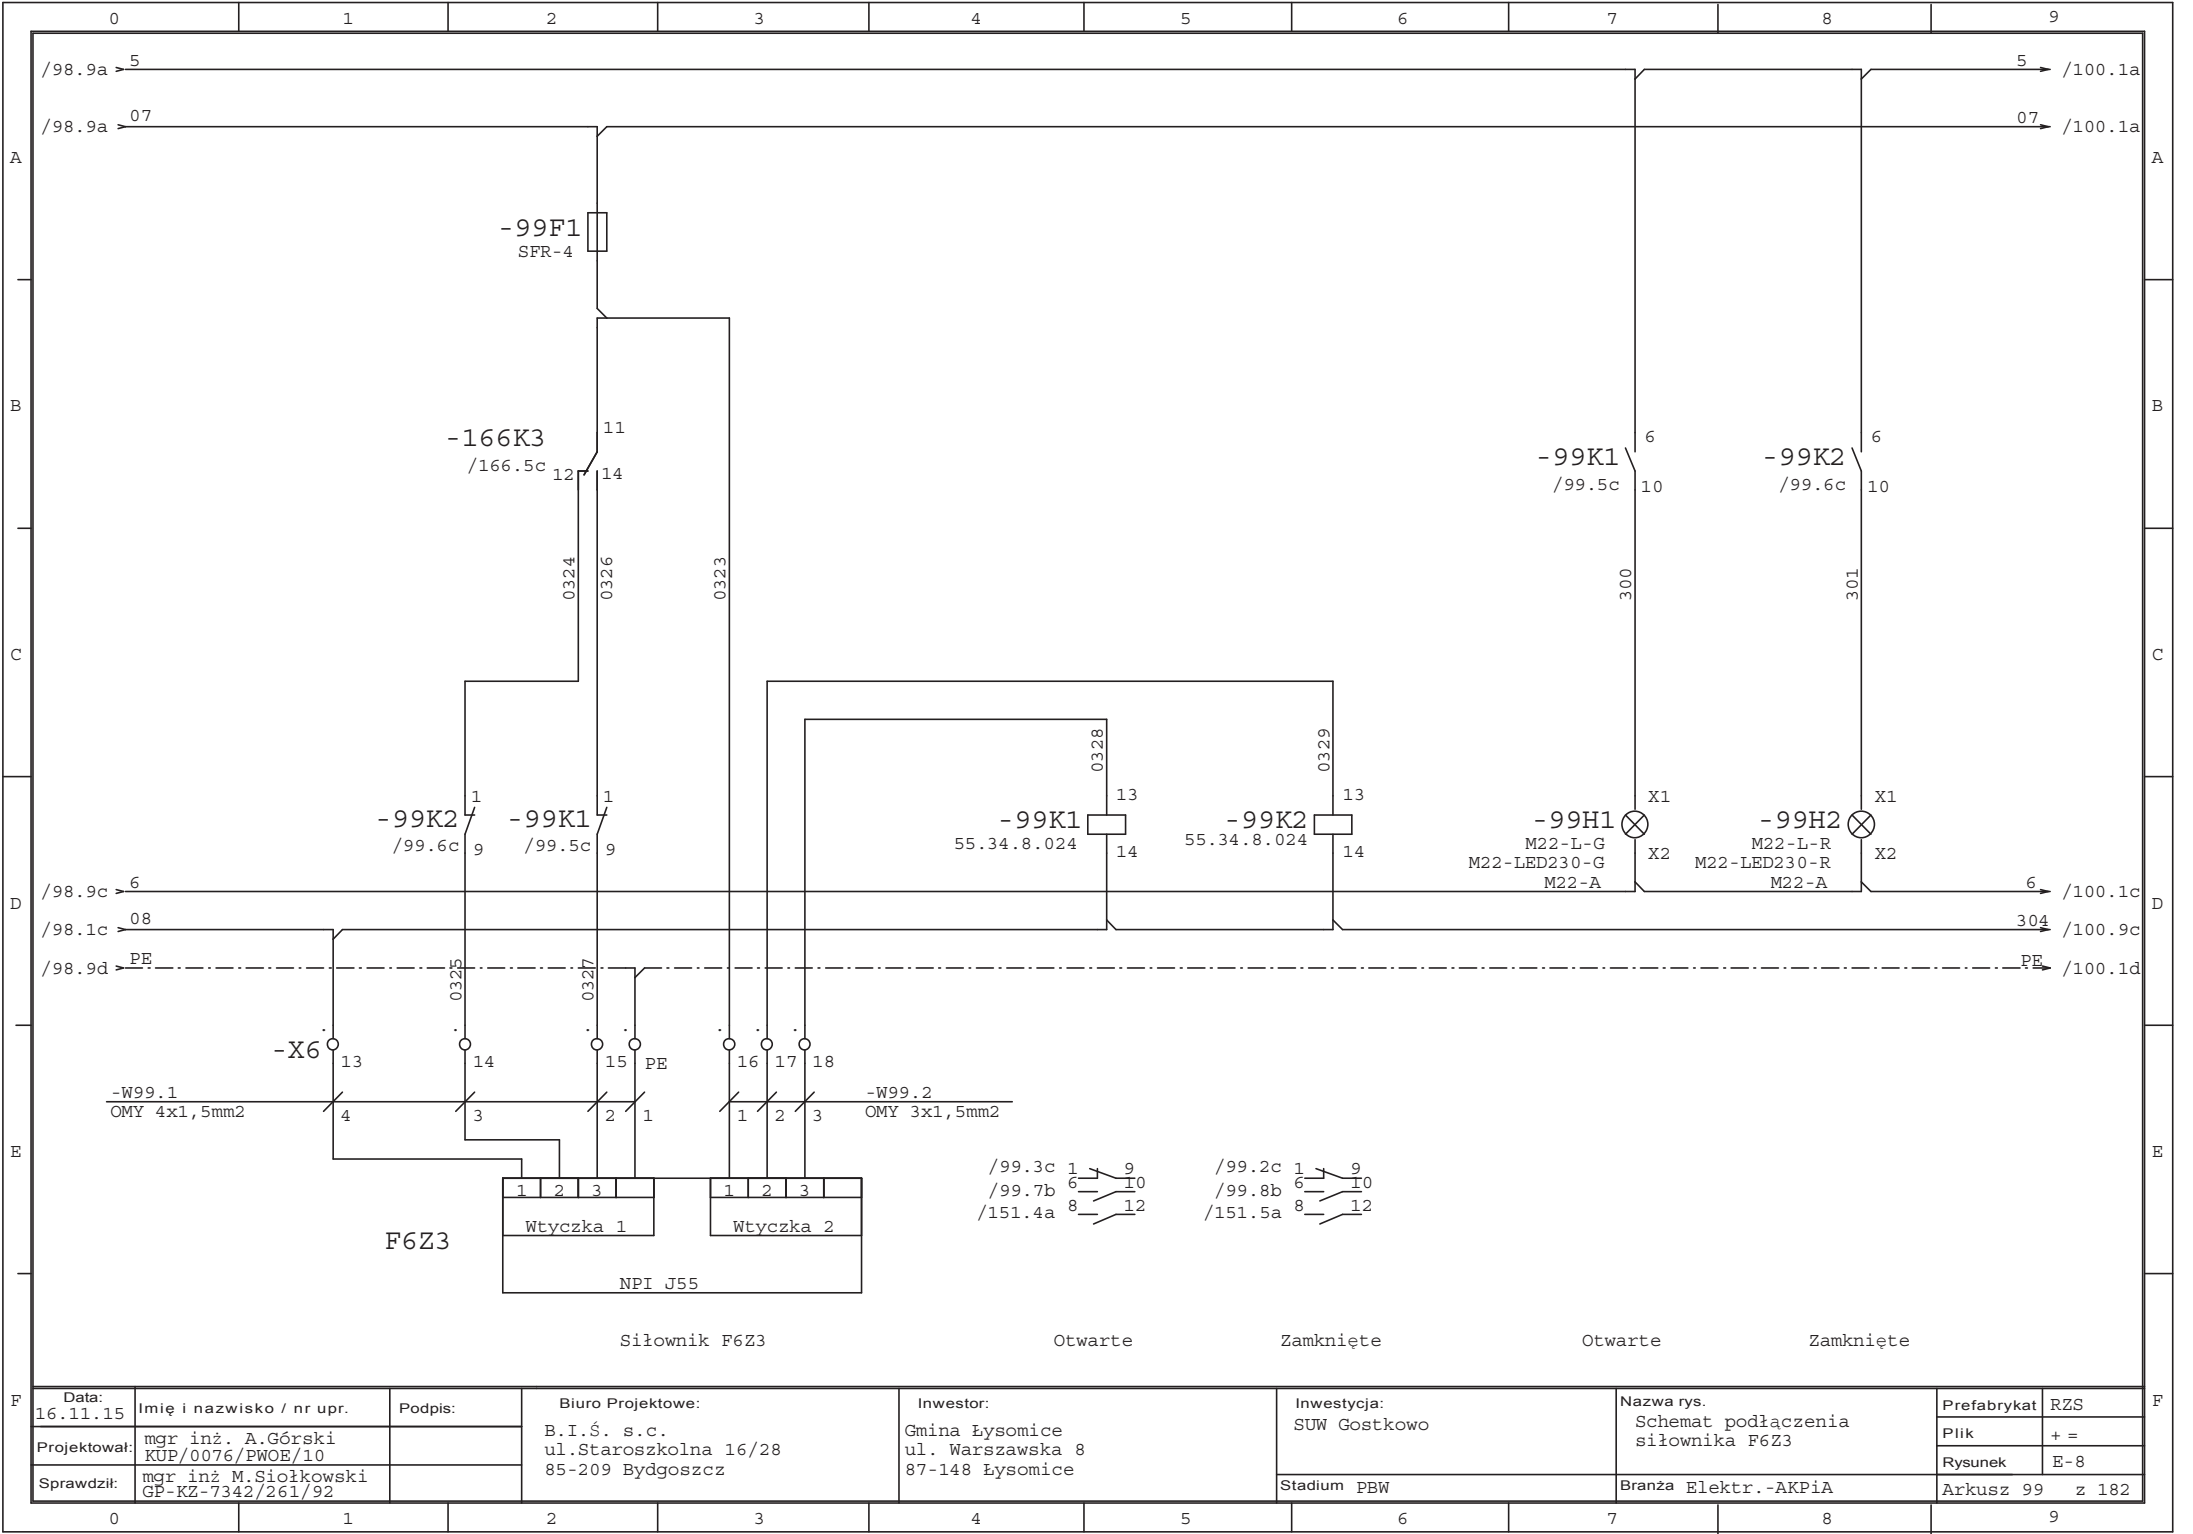 0 1 2 3 4 5 6 7 8 9
/98.9a 5 5 /100.1a
/98.9a 07 07 /100.1a
A A
-99F1
SFR-4
B B
-166K3 11
/166.5c 12 14
-99K1 6
/99.5c 10
-99K2 6
/99.6c 10
0324 0326 0323 300 301
C C
0328 0329
-99K2 1
/99.6c 9
-99K1 1
/99.5c 9
-99K1 13
55.34.8.024 14
-99K2 13
55.34.8.024 14
-99H1 X1
M22-L-G X2
M22-LED230-G
M22-A
-99H2 X1
M22-L-R X2
M22-LED230-R
M22-A
/98.9c 6 6 /100.1c
D D
/98.1c 08 304 /100.9c
/98.9d PE PE /100.1d
0325 0327
-X6 13 14 15 PE 16 17 18
-W99.1
OMY 4x1,5mm2 4 3 2 1
-W99.2
1 2 3 OMY 3x1,5mm2
E E
/99.3c 1 9
/99.7b 6 10
/151.4a 8 12
/99.2c 1 9
/99.8b 6 10
/151.5a 8 12
1 2 3 1 2 3
Wtyczka 1 Wtyczka 2
F6Z3
NPI J55
Siłownik F6Z3 Otwarte Zamknięte Otwarte Zamknięte
F F
Data:
16.11.15
Imię i nazwisko / nr upr.
Podpis:
Projektował:
mgr inż. A.Górski
KUP/0076/PWOE/10
Sprawdził:
mgr inż M.Siołkowski
GP-KZ-7342/261/92
Biuro Projektowe:
B.I.Ś. s.c.
ul.Staroszkolna 16/28
85-209 Bydgoszcz
Inwestor:
Gmina Łysomice
ul. Warszawska 8
87-148 Łysomice
Inwestycja:
SUW Gostkowo
Stadium PBW
Nazwa rys.
Schemat podłączenia
siłownika F6Z3
Branża Elektr.-AKPiA
Prefabrykat RZS
Plik + =
Rysunek E-8
Arkusz 99 z 182
0 1 2 3 4 5 6 7 8 9